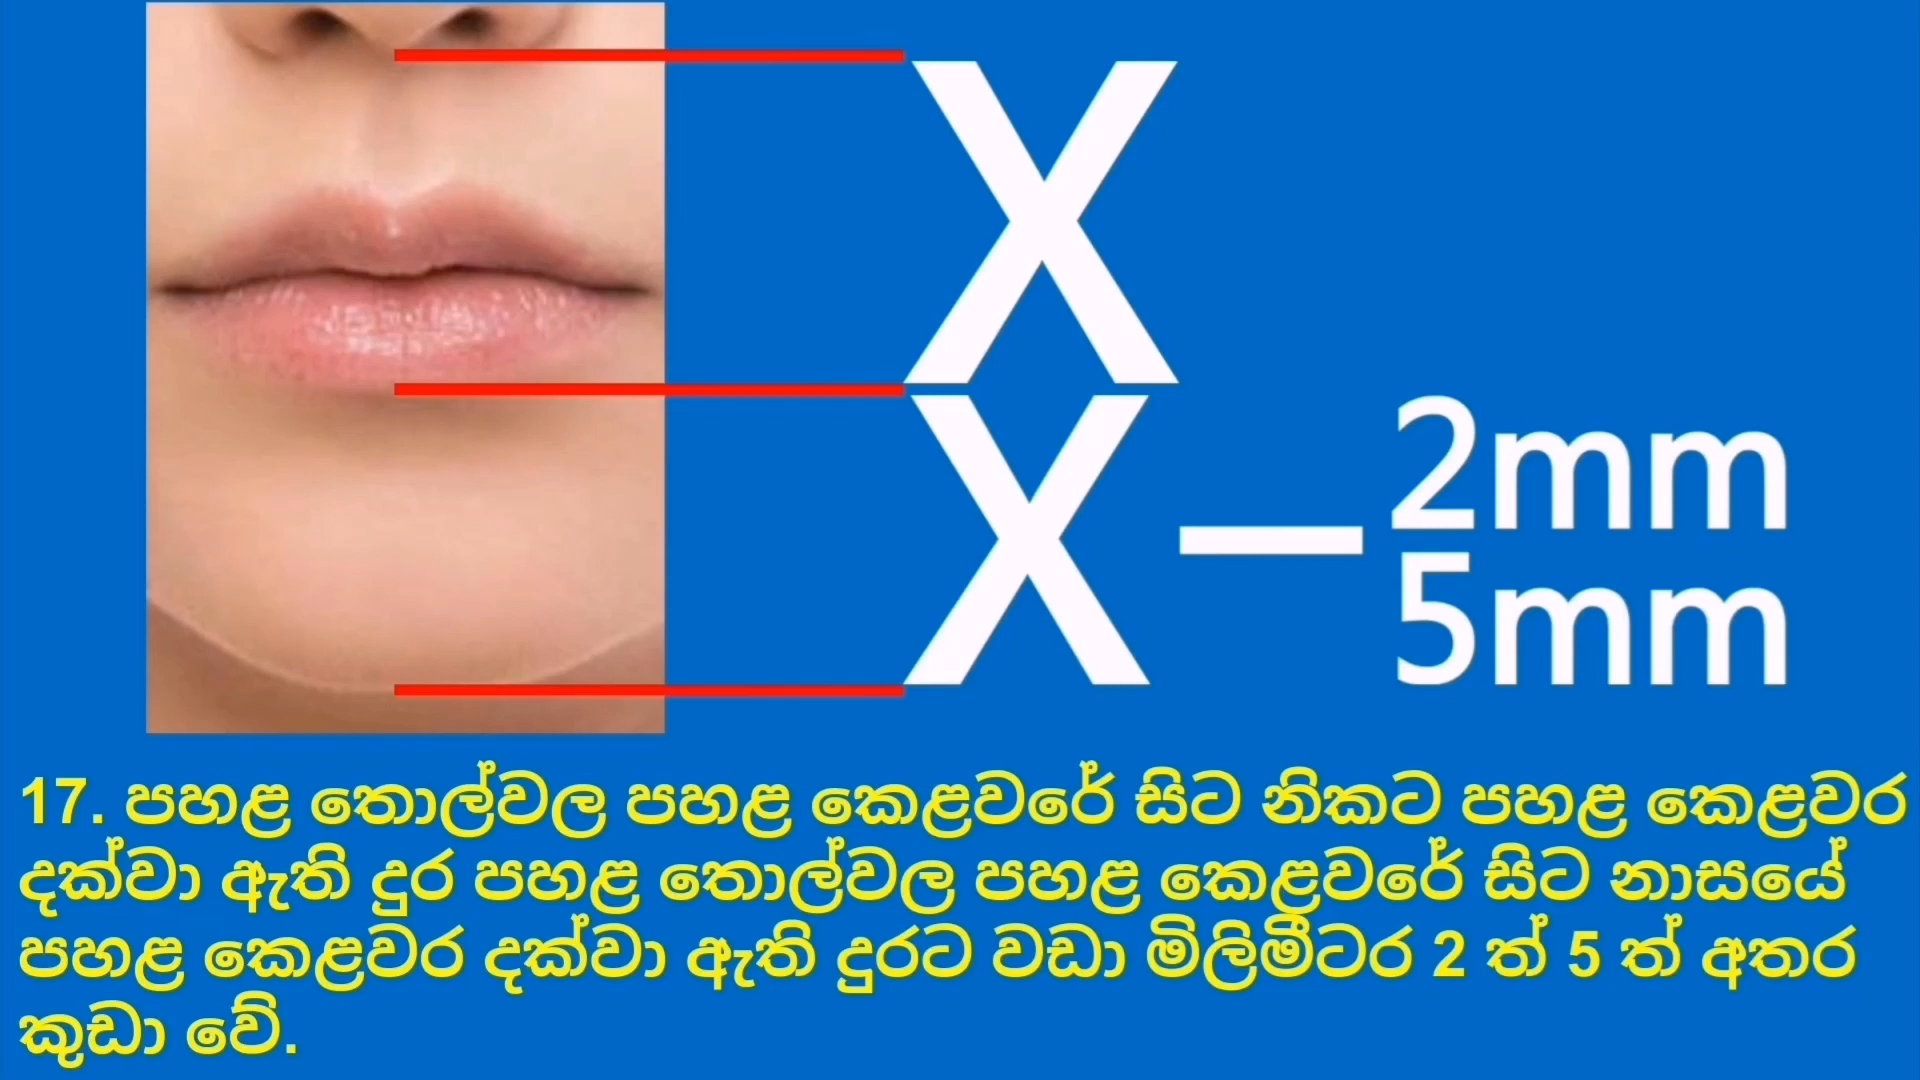 X
X – 2mm
5mm
17. පහළ තොල්වල පහළ කෙළවරේ සිට නිකට පහළ කෙළවර
දක්වා ඇති දුර පහළ තොල්වල පහළ කෙළවරේ සිට නාසයේ
පහළ කෙළවර දක්වා ඇති දුරට වඩා මිලිමීටර 2 ත් 5 ත් අතර
කුඩා වේ.